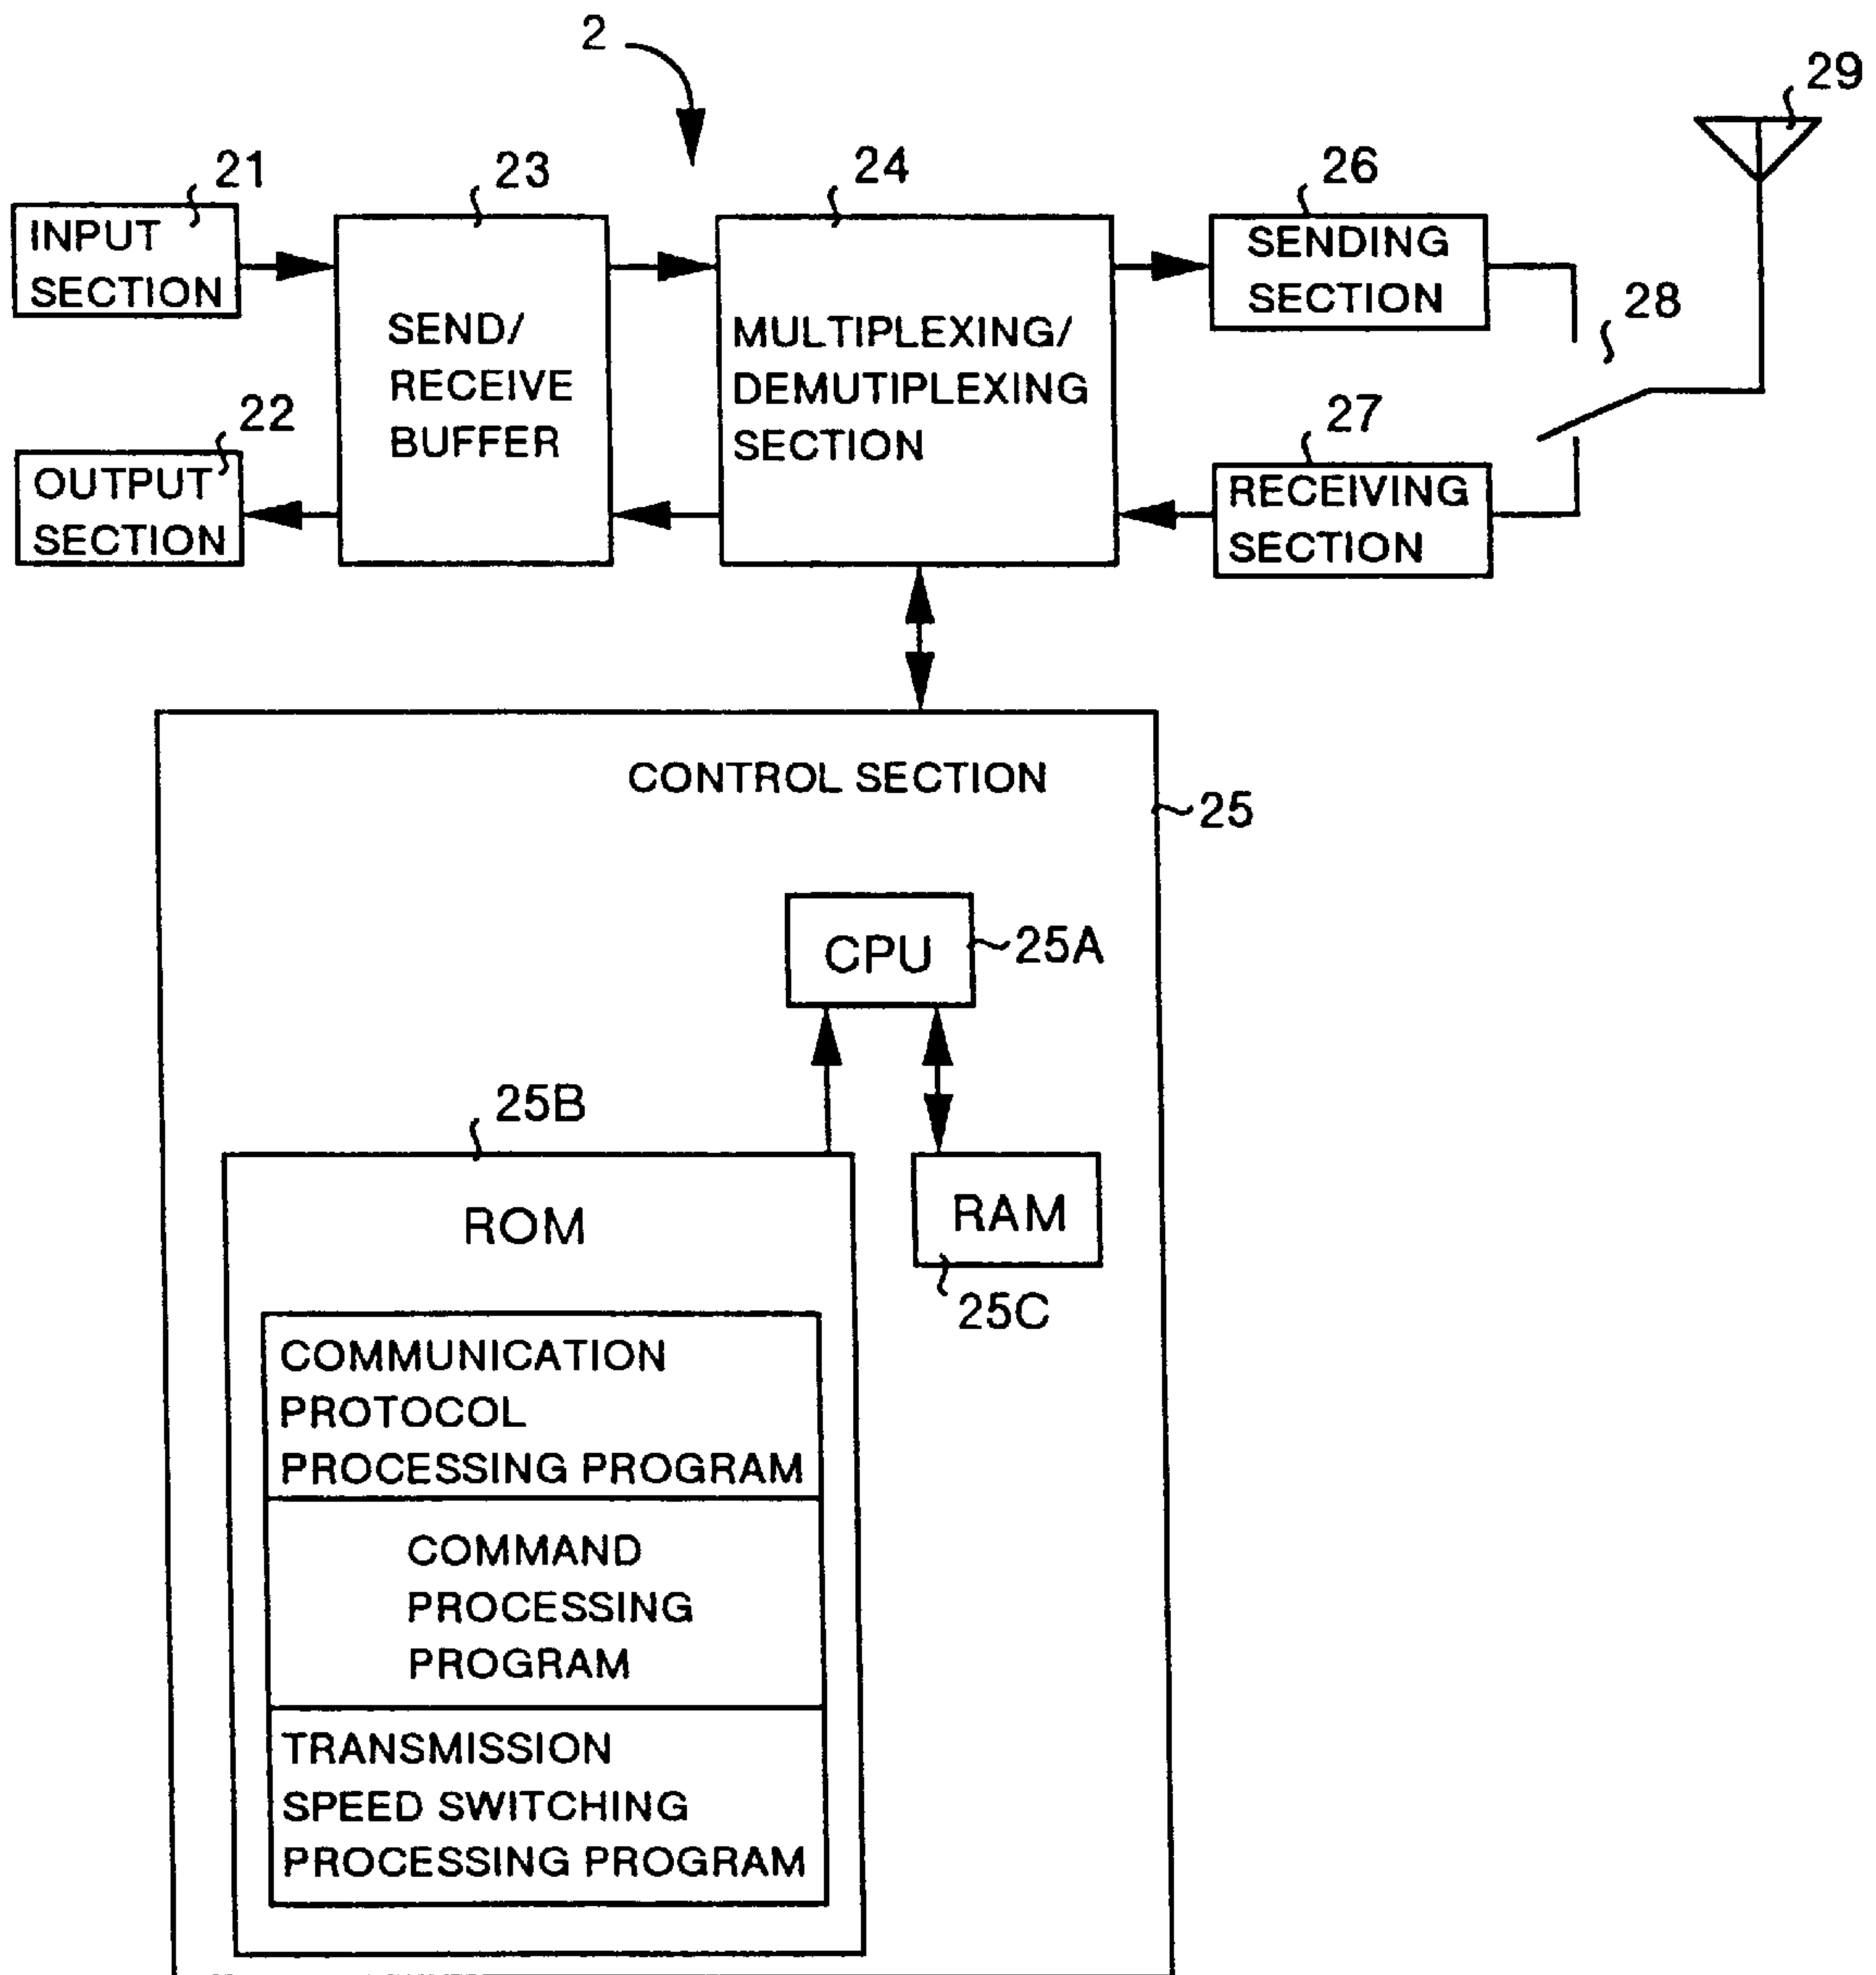 2
29
21
23
24
26
INPUT
SECTION
SEND/
RECEIVE
BUFFER
MULTIPLEXING/
DEMUTIPLEXING
SECTION
SENDING
SECTION
28
22
27
OUTPUT
SECTION
RECEIVING
SECTION
CONTROL SECTION
25
CPU
25A
25B
ROM
RAM
25C
COMMUNICATION
PROTOCOL
PROCESSING PROGRAM
COMMAND
PROCESSING
PROGRAM
TRANSMISSION
SPEED SWITCHING
PROCESSING PROGRAM